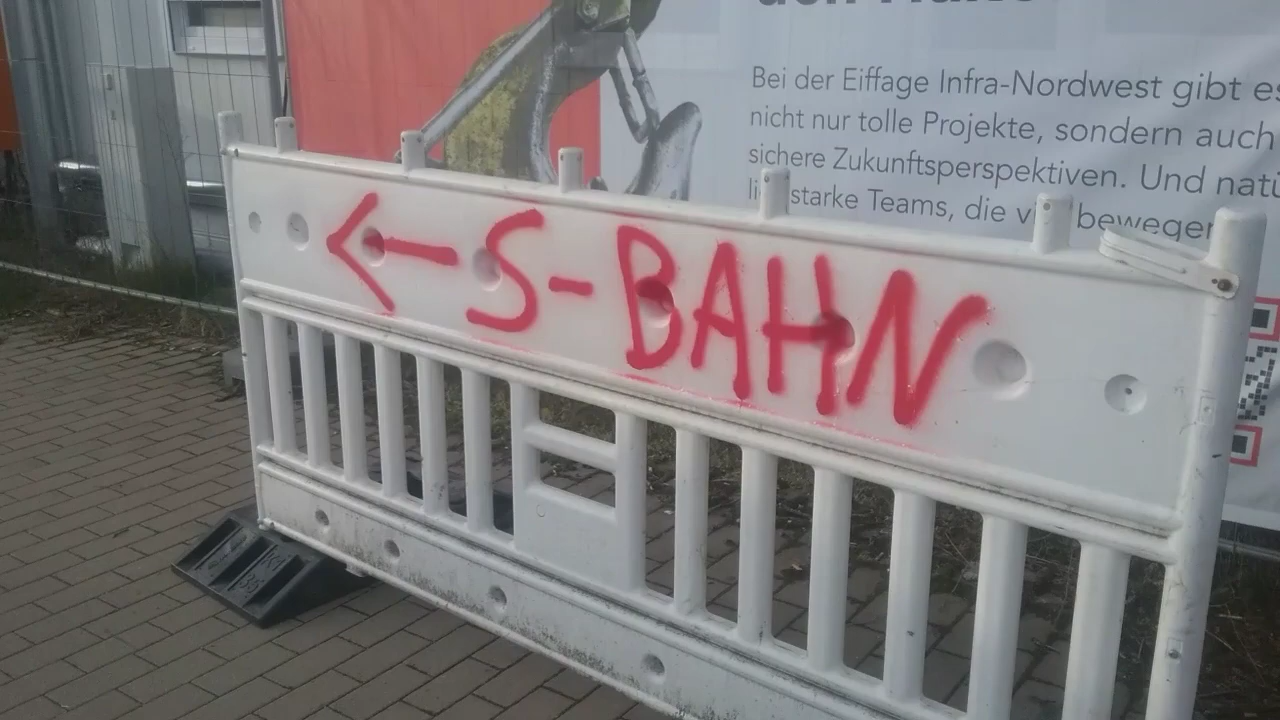 Bei der Eiffage Infra-Nordwest gibt es
nicht nur tolle Projekte, sondern auch
sichere Zukunftsperspektiven. Und
starke Teams, die bewegen
← S-BAHN